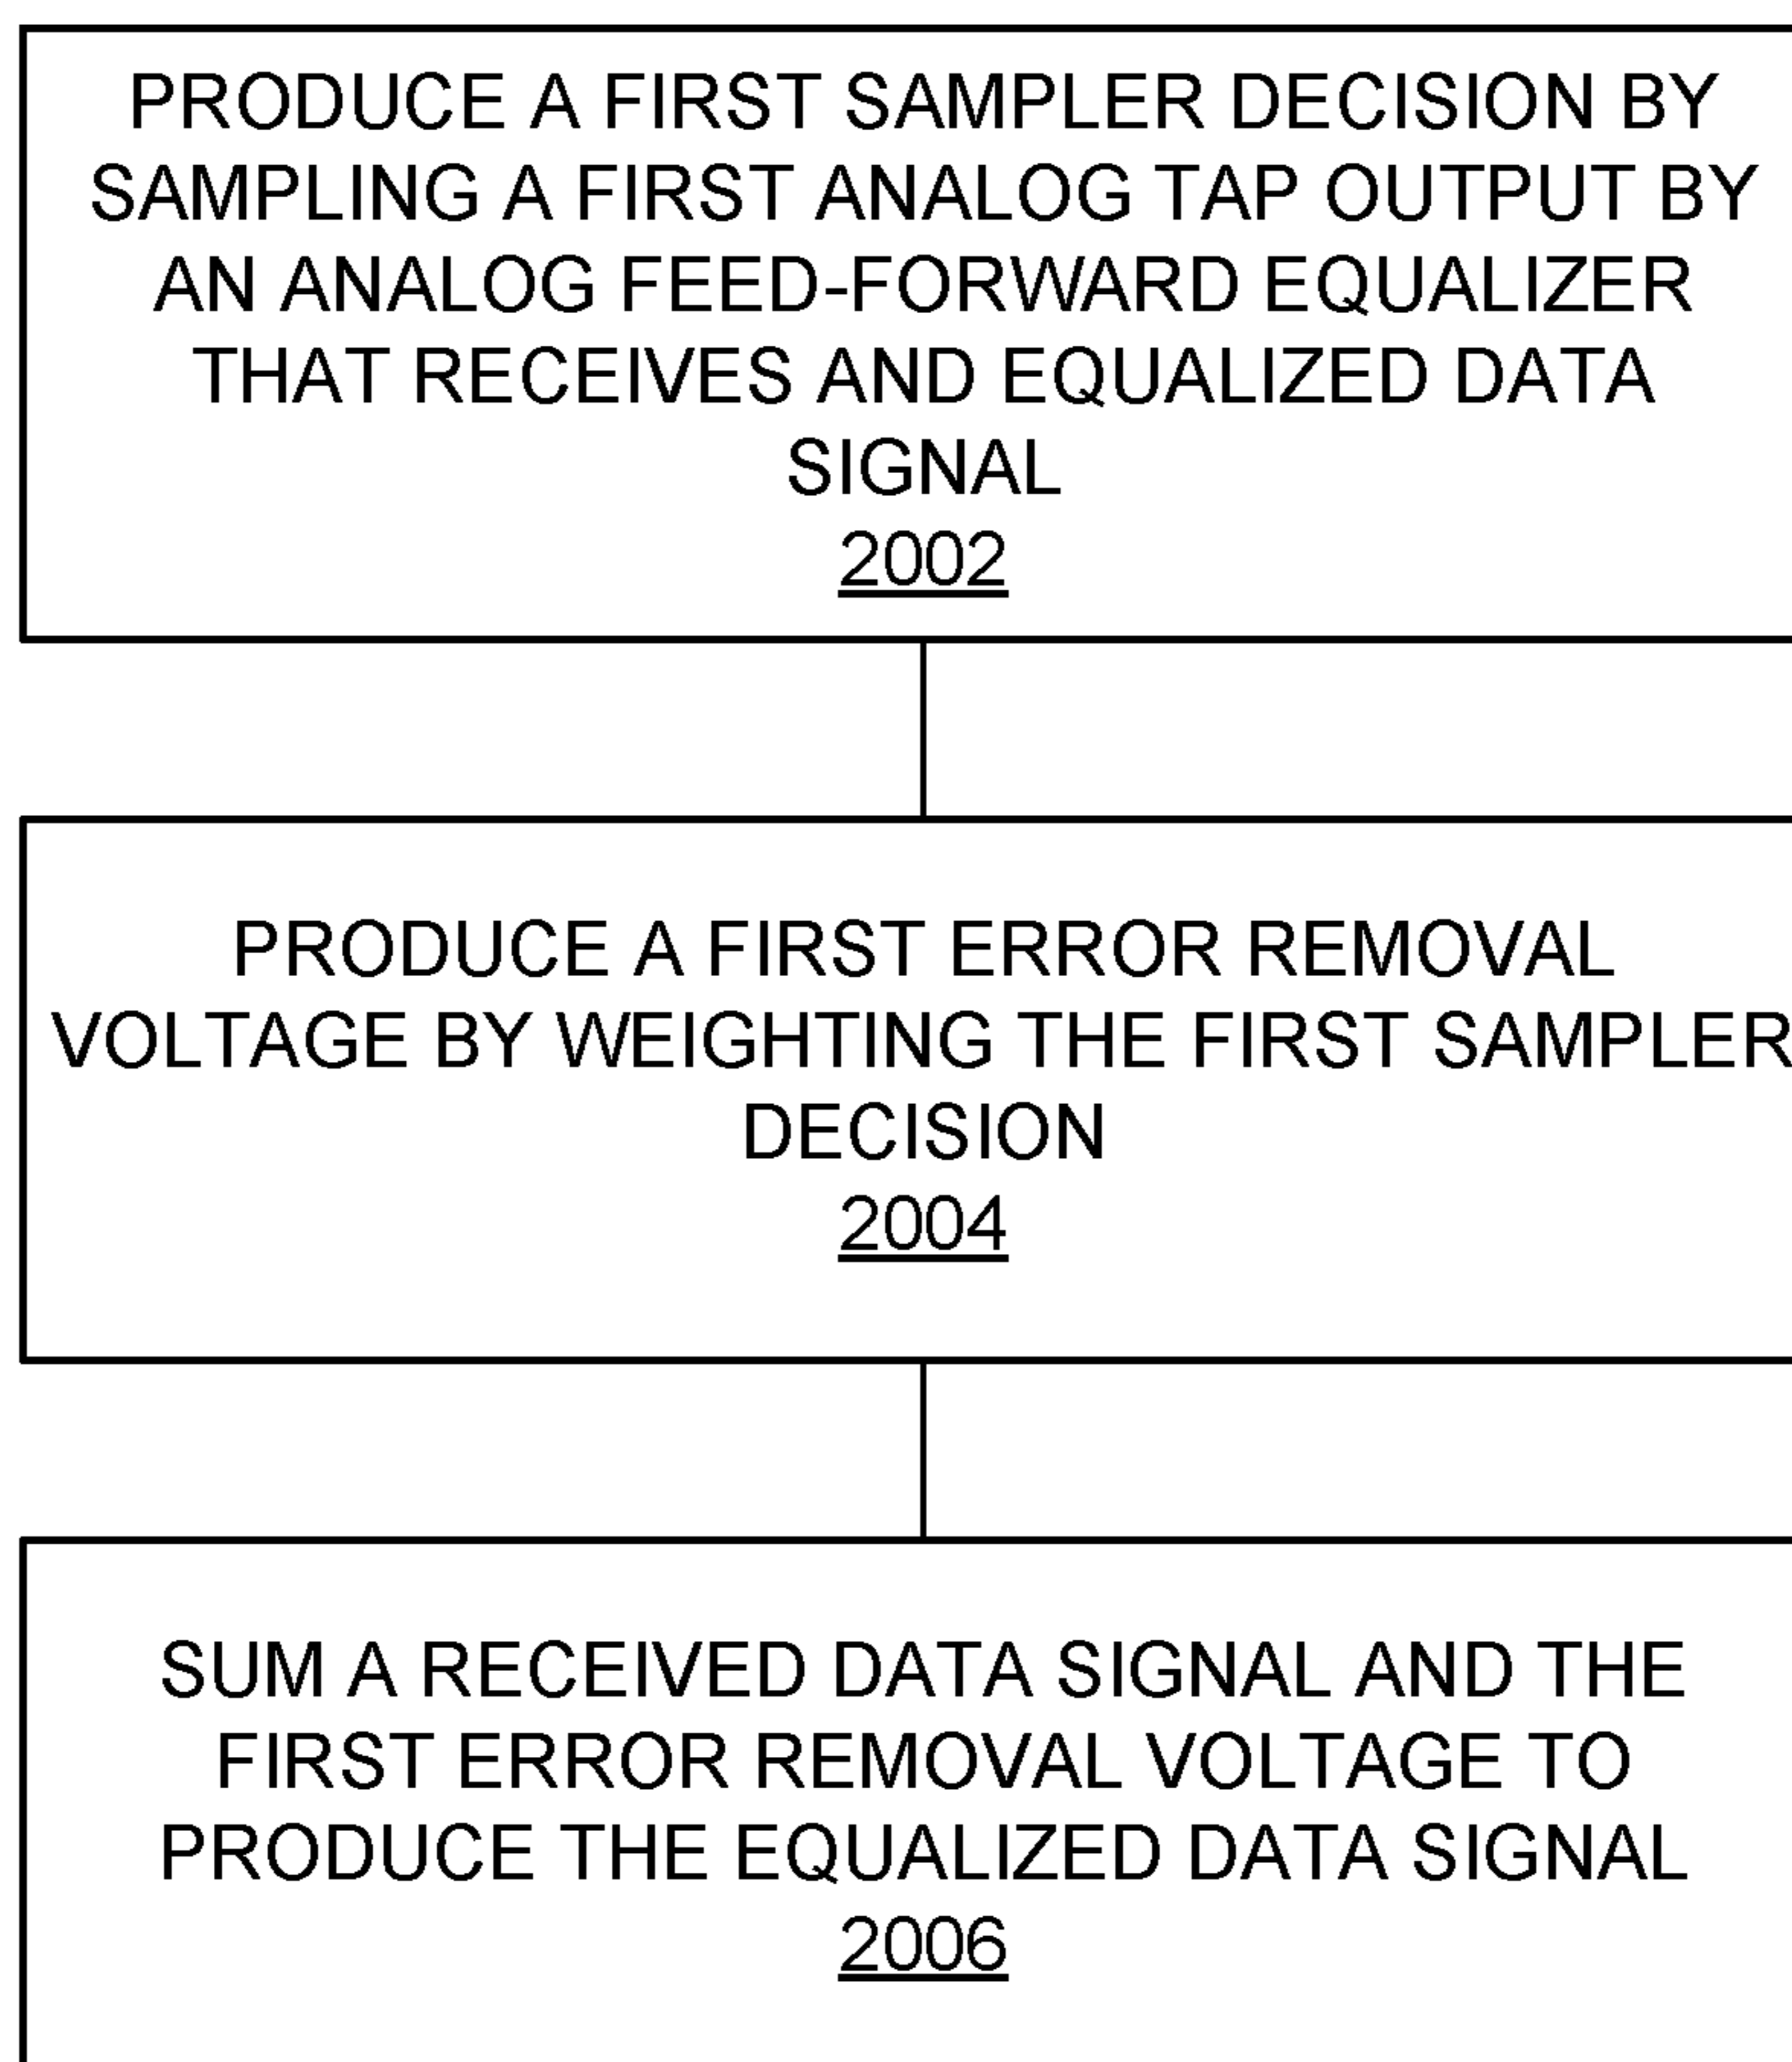 PRODUCE A FIRST SAMPLER DECISION BY
SAMPLING A FIRST ANALOG TAP OUTPUT BY
AN ANALOG FEED-FORWARD EQUALIZER
THAT RECEIVES AND EQUALIZED DATA
SIGNAL
2002
PRODUCE A FIRST ERROR REMOVAL
VOLTAGE BY WEIGHTING THE FIRST SAMPLER
DECISION
2004
SUM A RECEIVED DATA SIGNAL AND THE
FIRST ERROR REMOVAL VOLTAGE TO
PRODUCE THE EQUALIZED DATA SIGNAL
2006